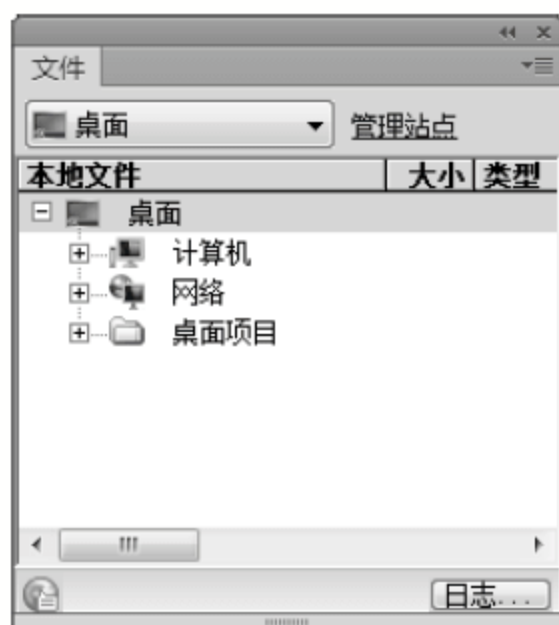 文件
桌面 管理站点
本地文件 大小 类型
桌面
计算机
网络
桌面项目
日志...